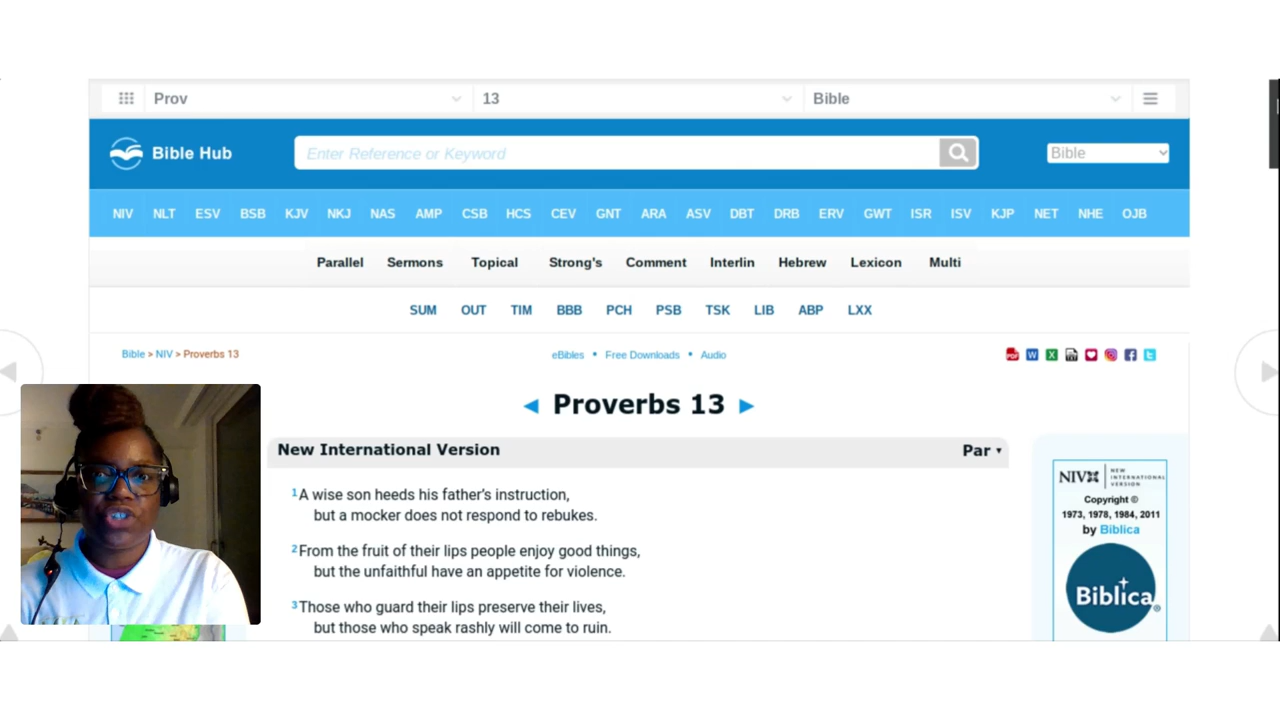 Prov 13 Bible
Bible Hub Enter Reference or Keyword Bible
NIV NLT ESV BSB KJV NKJ NAS AMP CSB HCS CEV GNT ARA ASV DBT DRB ERV GWT ISR ISV KJP NET NHE OJB
Parallel Sermons Topical Strong's Comment Interlin Hebrew Lexicon Multi
SUM OUT TIM BBB PCH PSB TSK LIB ABP LXX
Bible > NIV > Proverbs 13 eBibles • Free Downloads • Audio
◄ Proverbs 13 ►
New International Version Par ▾
1A wise son heeds his father's instruction,
but a mocker does not respond to rebukes.
2From the fruit of their lips people enjoy good things,
but the unfaithful have an appetite for violence.
3Those who guard their lips preserve their lives,
but those who speak rashly will come to ruin.
NIV NEW
INTERNATIONAL
VERSION
Copyright ©
1973, 1978, 1984, 2011
by Biblica
Biblica®